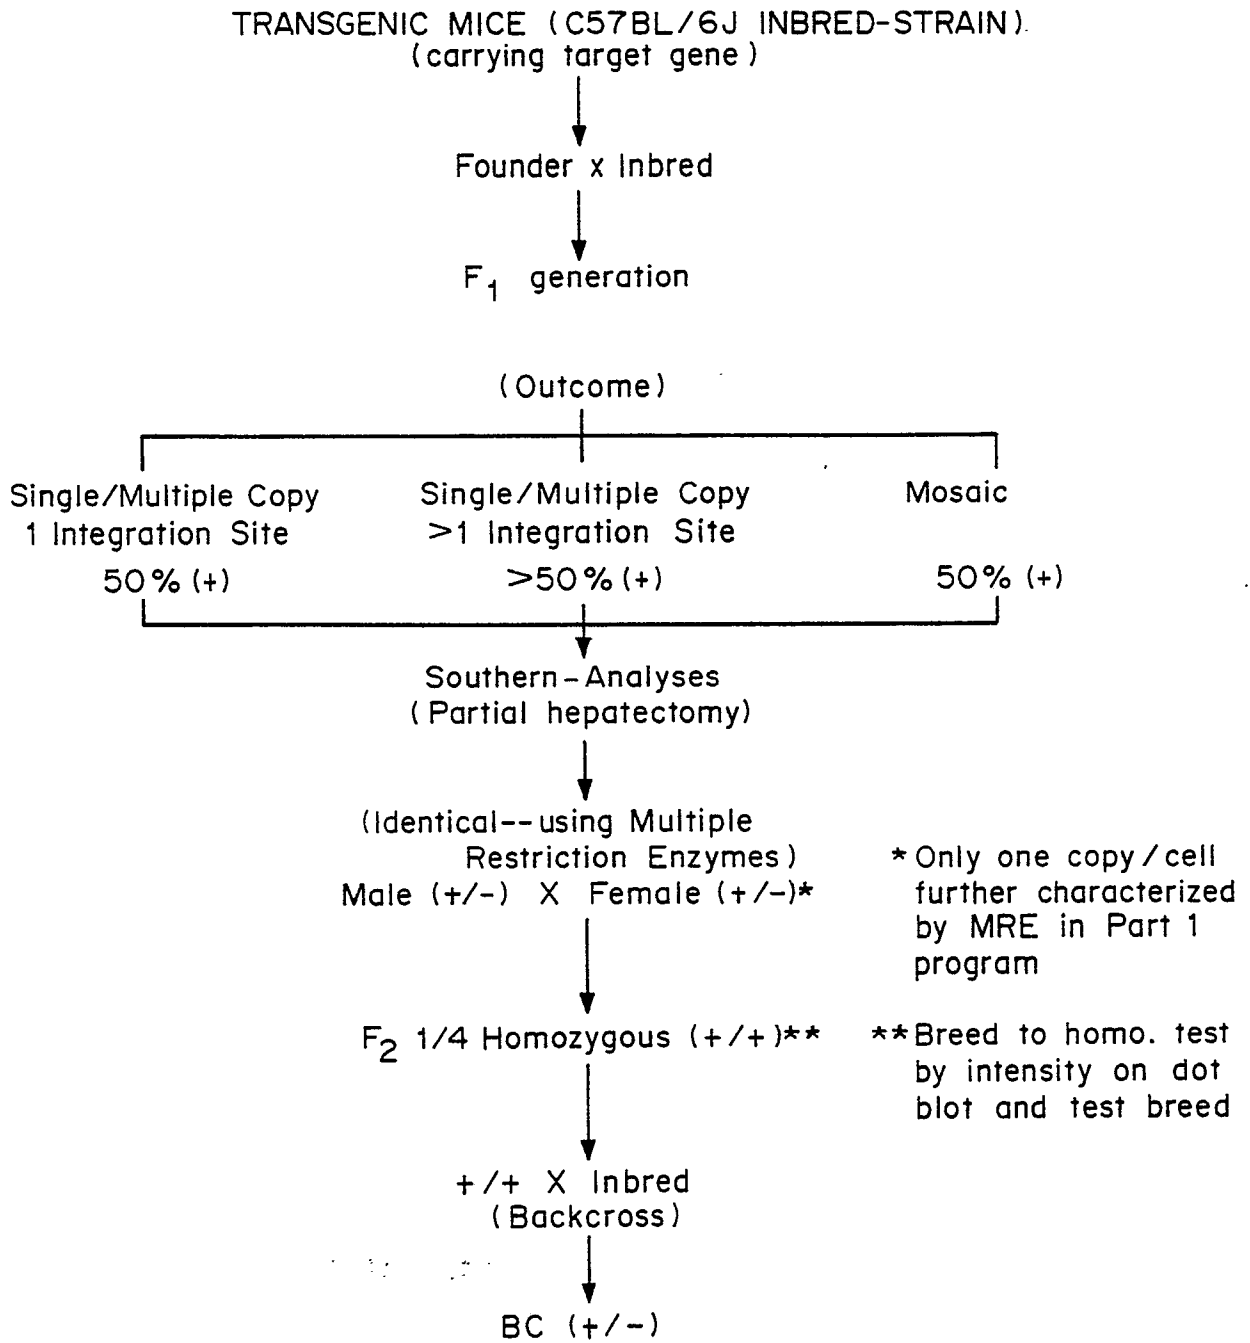 TRANSGENIC MICE (C57BL/6J INBRED-STRAIN)
(carrying target gene)
Founder x Inbred
F1 generation
(Outcome)
Single/Multiple Copy
1 Integration Site
50% (+)
Single/Multiple Copy
>1 Integration Site
>50% (+)
Mosaic
50% (+)
Southern-Analyses
(Partial hepatectomy)
(Identical--using Multiple
Restriction Enzymes)
Male (+/-) X Female (+/-)*
*Only one copy/cell
further characterized
by MRE in Part 1
program
F2 1/4 Homozygous (+/+)**
**Breed to homo. test
by intensity on dot
blot and test breed
+/+ X Inbred
(Backcross)
BC (+/-)